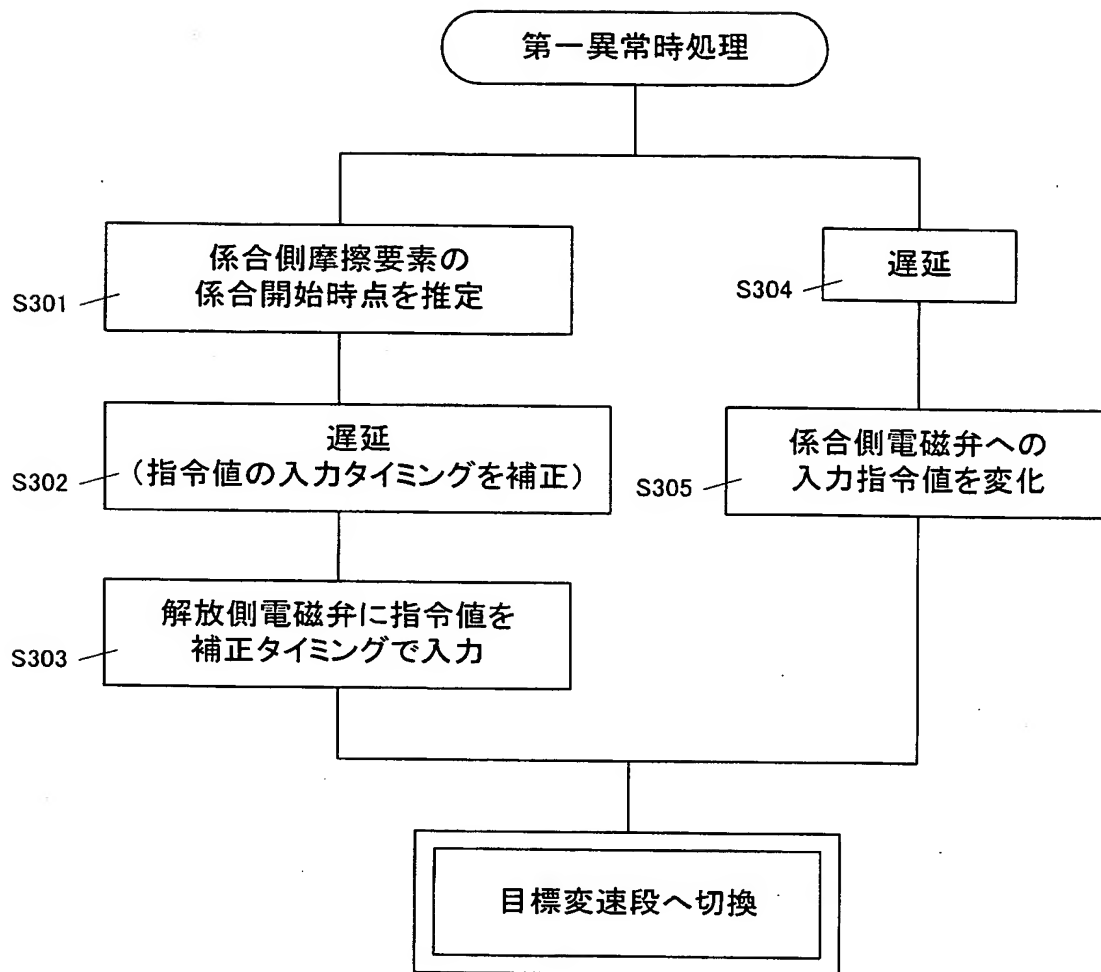 第一異常時処理
係合側摩擦要素の
係合開始時点を推定
S301
遅延
(指令値の入力タイミングを補正)
S302
解放側電磁弁に指令値を
補正タイミングで入力
S303
遅延
S304
係合側電磁弁への
入力指令値を変化
S305
目標変速段へ切換